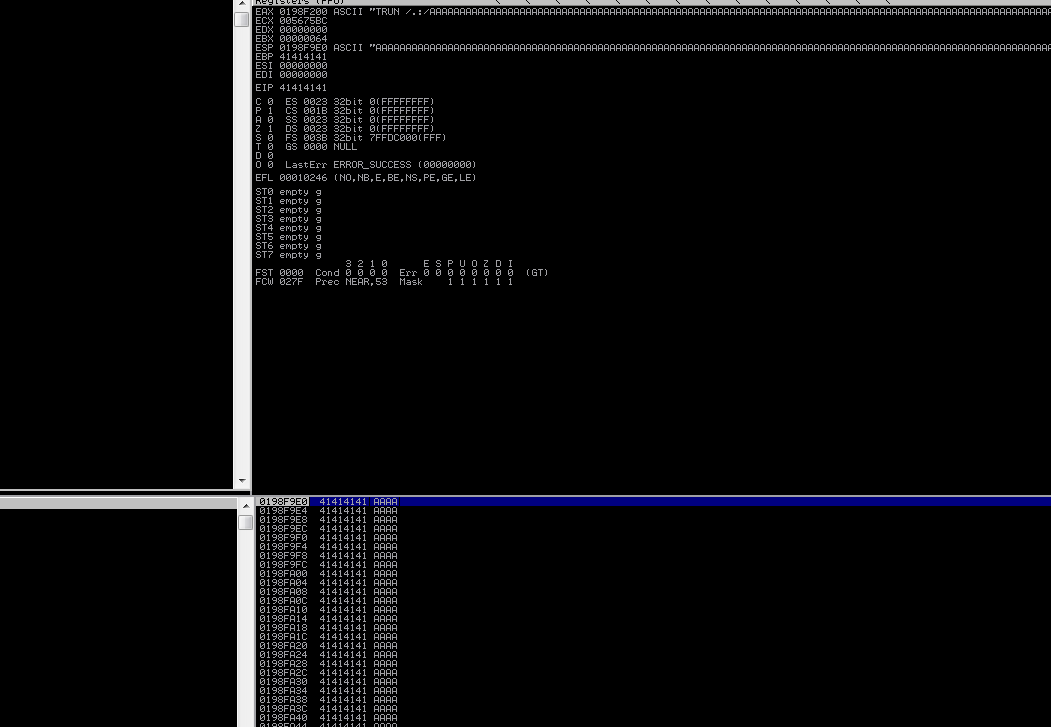 Registers (FPU)
EAX 0198F200 ASCII "TRUN /.:/AAAAAAAAAAAAAAAAAAAAAAAAAAAAAAAAAAAAAAAAAAAAAAAAAAAAAAAAAAAAAAAAAAAAAAAAAAAAAAAAAAAAAAAAAAAAAAAAAAAAAAA
ECX 005675BC
EDX 00000000
EBX 00000064
ESP 0198F9E0 ASCII "AAAAAAAAAAAAAAAAAAAAAAAAAAAAAAAAAAAAAAAAAAAAAAAAAAAAAAAAAAAAAAAAAAAAAAAAAAAAAAAAAAAAAAAAAAAAAAAAAAAAAAAAAAAAAAAA
EBP 41414141
ESI 00000000
EDI 00000000
EIP 41414141
C 0 ES 0023 32bit 0(FFFFFFFF)
P 1 CS 001B 32bit 0(FFFFFFFF)
A 0 SS 0023 32bit 0(FFFFFFFF)
Z 1 DS 0023 32bit 0(FFFFFFFF)
S 0 FS 003B 32bit 7FFDC000(FFF)
T 0 GS 0000 NULL
D 0
O 0 LastErr ERROR_SUCCESS (00000000)
EFL 00010246 (NO,NB,E,BE,NS,PE,GE,LE)
ST0 empty g
ST1 empty g
ST2 empty g
ST3 empty g
ST4 empty g
ST5 empty g
ST6 empty g
ST7 empty g
3 2 1 0 E S P U O Z D I
FST 0000 Cond 0 0 0 0 Err 0 0 0 0 0 0 0 0 (GT)
FCW 027F Prec NEAR,53 Mask 1 1 1 1 1 1
0198F9E0 41414141 AAAA
0198F9E4 41414141 AAAA
0198F9E8 41414141 AAAA
0198F9EC 41414141 AAAA
0198F9F0 41414141 AAAA
0198F9F4 41414141 AAAA
0198F9F8 41414141 AAAA
0198F9FC 41414141 AAAA
0198FA00 41414141 AAAA
0198FA04 41414141 AAAA
0198FA08 41414141 AAAA
0198FA0C 41414141 AAAA
0198FA10 41414141 AAAA
0198FA14 41414141 AAAA
0198FA18 41414141 AAAA
0198FA1C 41414141 AAAA
0198FA20 41414141 AAAA
0198FA24 41414141 AAAA
0198FA28 41414141 AAAA
0198FA2C 41414141 AAAA
0198FA30 41414141 AAAA
0198FA34 41414141 AAAA
0198FA38 41414141 AAAA
0198FA3C 41414141 AAAA
0198FA40 41414141 AAAA
0198FA44 41414141 AAAA